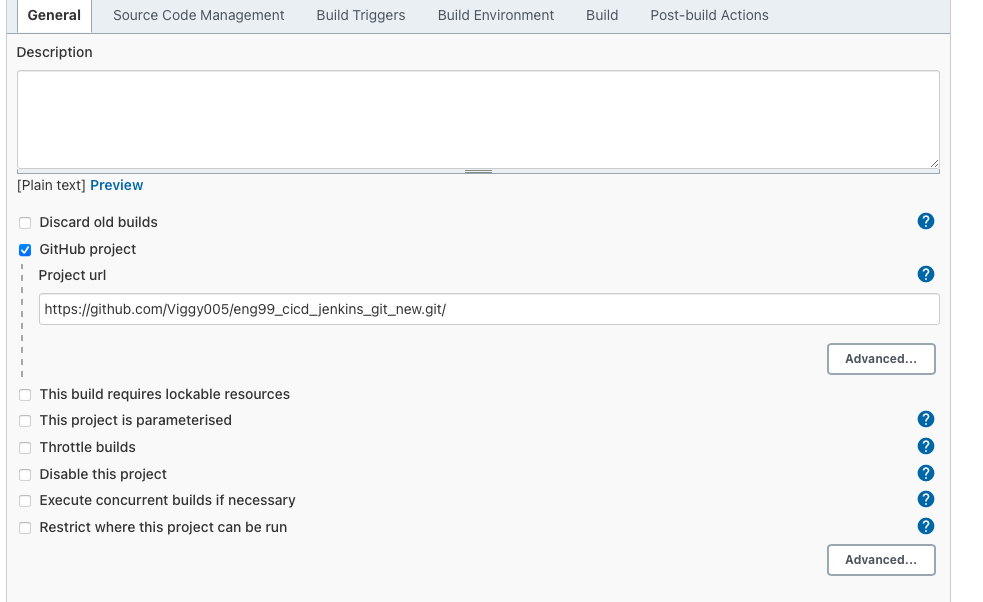 General Source Code Management Build Triggers Build Environment Build Post-build Actions
Description
[Plain text] Preview
Discard old builds ?
GitHub project
Project url ?
https://github.com/Viggy005/eng99_cicd_jenkins_git_new.git/
Advanced...
This build requires lockable resources
This project is parameterised ?
Throttle builds ?
Disable this project ?
Execute concurrent builds if necessary ?
Restrict where this project can be run ?
Advanced...